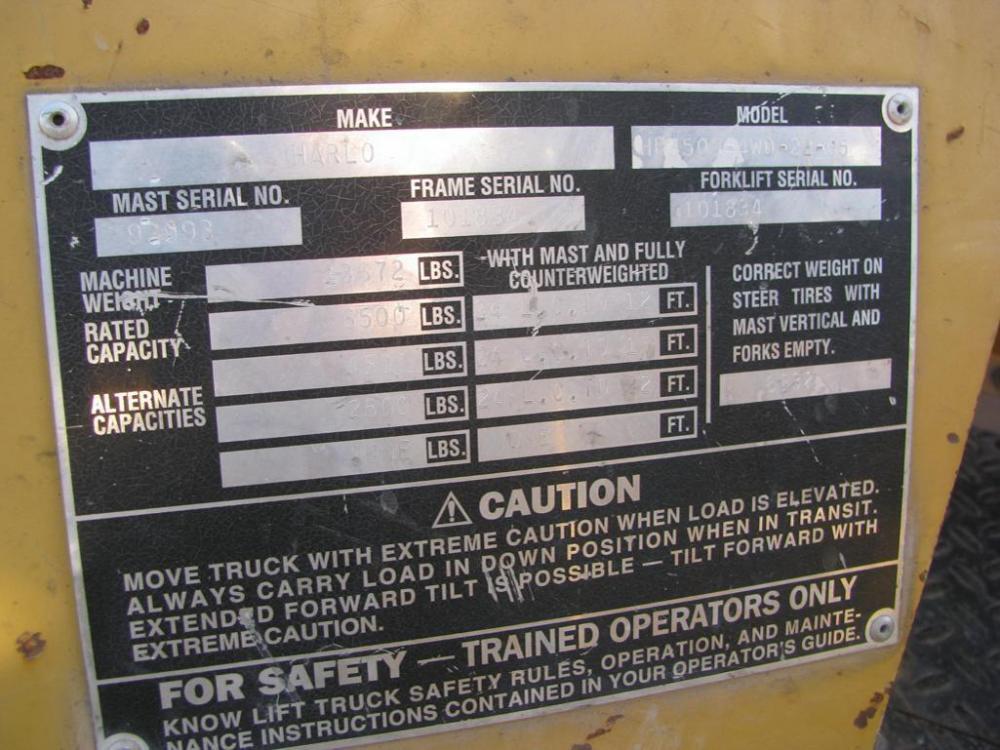 MAKE
MODEL
HARLO
MAST SERIAL NO.
FRAME SERIAL NO.
FORKLIFT SERIAL NO.
101834
MACHINE
WEIGHT
LBS.
WITH MAST AND FULLY
COUNTERWEIGHTED
RATED
CAPACITY
LBS.
FT.
LBS.
FT.
ALTERNATE
CAPACITIES
LBS.
FT.
LBS.
FT.
CORRECT WEIGHT ON
STEER TIRES WITH
MAST VERTICAL AND
FORKS EMPTY.
CAUTION
MOVE TRUCK WITH EXTREME CAUTION WHEN LOAD IS ELEVATED.
ALWAYS CARRY LOAD IN DOWN POSITION WHEN IN TRANSIT.
EXTENDED FORWARD TILT IS POSSIBLE — TILT FORWARD WITH
EXTREME CAUTION.
FOR SAFETY — TRAINED OPERATORS ONLY
KNOW LIFT TRUCK SAFETY RULES, OPERATION, AND MAINTE-
NANCE INSTRUCTIONS CONTAINED IN YOUR OPERATOR'S GUIDE.